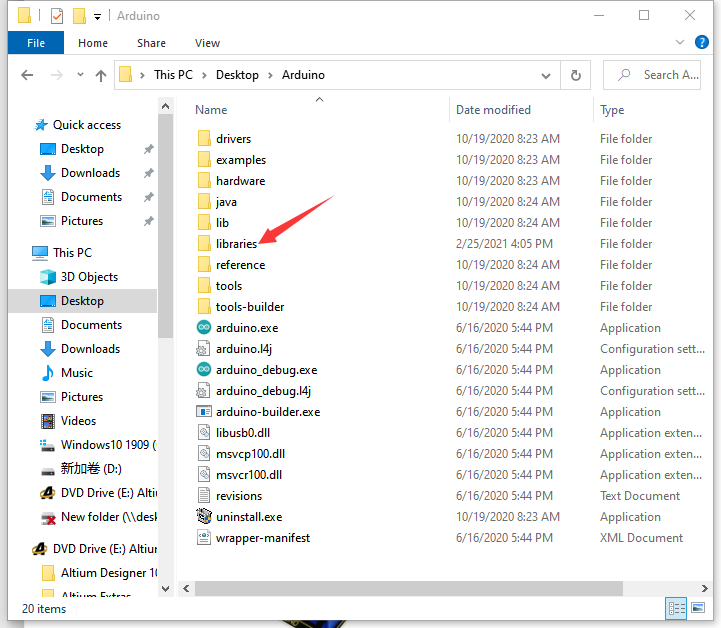 Arduino
File Home Share View
This PC Desktop Arduino Search A...
Name Date modified Type
Quick access
Desktop
Downloads
Documents
Pictures
This PC
3D Objects
Desktop
Documents
Downloads
Music
Pictures
Videos
Windows10 1909 (
新加卷 (D:)
DVD Drive (E:) Altiu
New folder (\\desk
DVD Drive (E:) Altium
Altium Designer 10
Altium Extras
drivers 10/19/2020 8:23 AM File folder
examples 10/19/2020 8:23 AM File folder
hardware 10/19/2020 8:23 AM File folder
java 10/19/2020 8:24 AM File folder
lib 10/19/2020 8:24 AM File folder
libraries 2/25/2021 4:05 PM File folder
reference 10/19/2020 8:24 AM File folder
tools 10/19/2020 8:24 AM File folder
tools-builder 10/19/2020 8:24 AM File folder
arduino.exe 6/16/2020 5:44 PM Application
arduino.l4j 6/16/2020 5:44 PM Configuration sett...
arduino_debug.exe 6/16/2020 5:44 PM Application
arduino_debug.l4j 6/16/2020 5:44 PM Configuration sett...
arduino-builder.exe 6/16/2020 5:44 PM Application
libusb0.dll 6/16/2020 5:44 PM Application exten...
msvcp100.dll 6/16/2020 5:44 PM Application exten...
msvcr100.dll 6/16/2020 5:44 PM Application exten...
revisions 6/16/2020 5:44 PM Text Document
uninstall.exe 10/19/2020 8:23 AM Application
wrapper-manifest 6/16/2020 5:44 PM XML Document
20 items